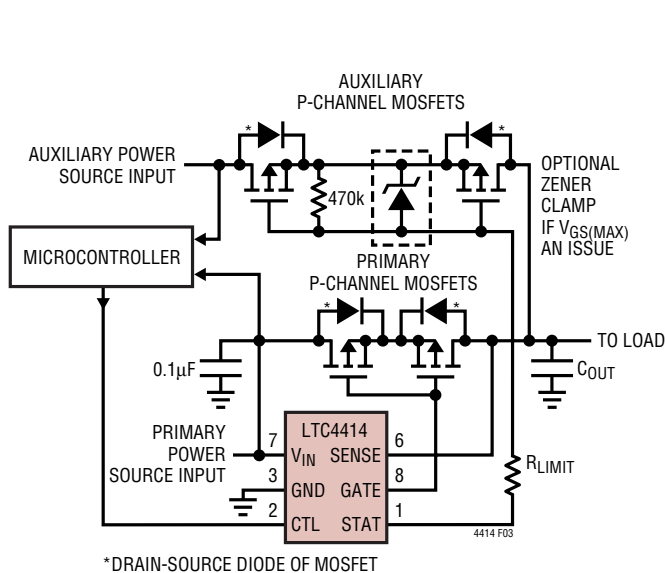 AUXILIARY
P-CHANNEL MOSFETS
*
*
AUXILIARY POWER
SOURCE INPUT
470k
OPTIONAL
ZENER
CLAMP
IF VGS(MAX)
AN ISSUE
MICROCONTROLLER
PRIMARY
P-CHANNEL MOSFETS
*
*
TO LOAD
0.1µF
COUT
PRIMARY
POWER
SOURCE INPUT
LTC4414
7
VIN
SENSE
6
3
GND
GATE
8
2
CTL
STAT
1
RLIMIT
4414 F03
*DRAIN-SOURCE DIODE OF MOSFET